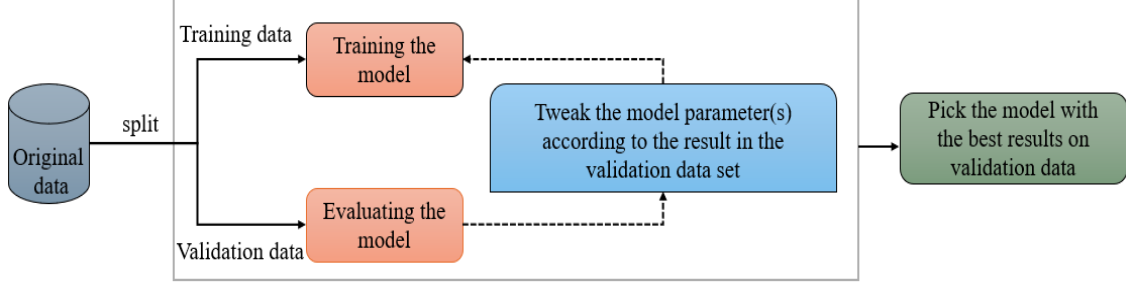 Original
data
split
Training data
Training the
model
Validation data
Evaluating the
model
Tweak the model parameter(s)
according to the result in the
validation data set
Pick the model with
the best results on
validation data